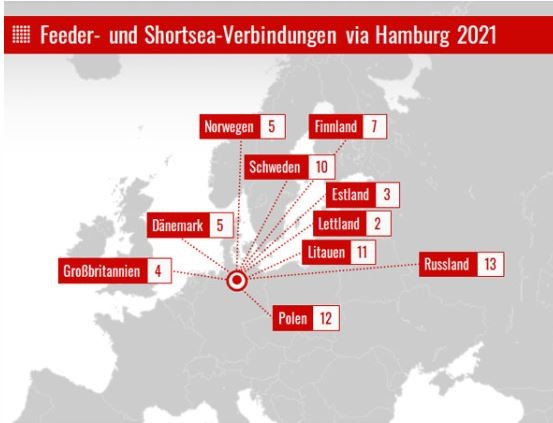 Feeder- und Shortsea-Verbindungen via Hamburg 2021
Norwegen 5
Finnland 7
Schweden 10
Estland 3
Dänemark 5
Lettland 2
Litauen 11
Großbritannien 4
Russland 13
Polen 12